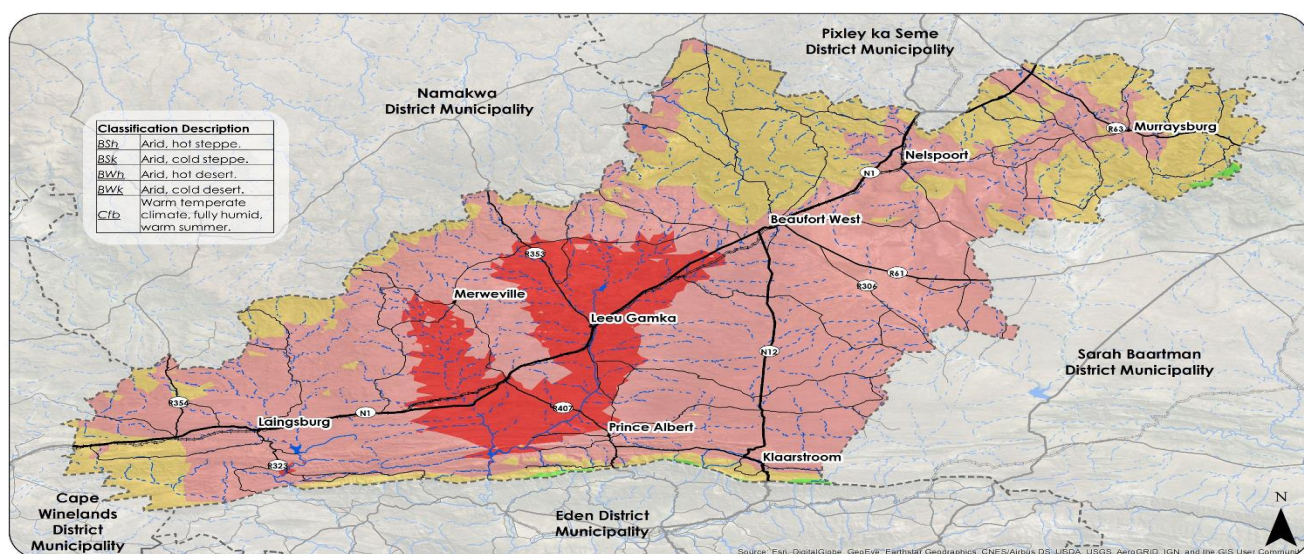 Pixley ka Seme
District Municipality
Namakwa
District Municipality
Classification Description
BSh Arid, hot steppe.
BSk Arid, cold steppe.
BWh Arid, hot desert.
BWk Arid, cold desert.
Cfb Warm temperate
climate, fully humid,
warm summer.
R63
Murraysburg
Nelspoort
N1
Beaufort West
R353
R61
R306
Merweville
Leeu Gamka
N12
Sarah Baartman
District Municipality
R354
N1
Laingsburg
R407
Prince Albert
Klaarstroom
R323
Cape
Winelands
District
Municipality
Eden District
Municipality
N
Source: Esri, DigitalGlobe, GeoEye, Earthstar Geographics, CNES/Airbus DS, USDA, USGS, AeroGRID, IGN, and the GIS User Commun